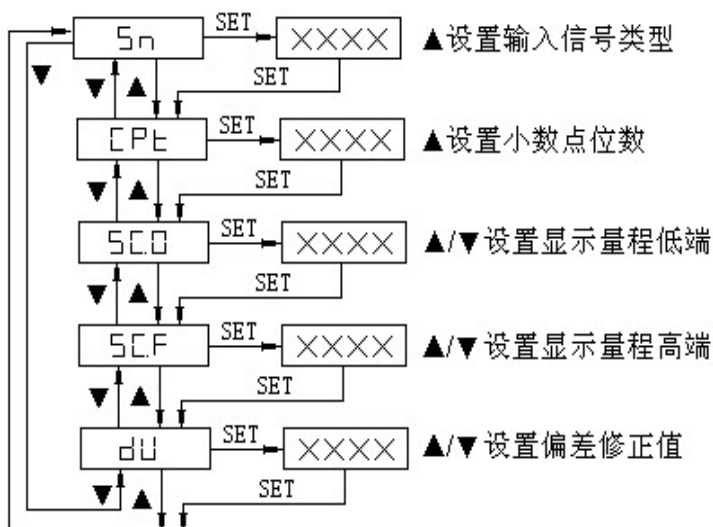 Sn SET XXXX ▲设置输入信号类型
▼ ▼ ▲ SET
CPt SET XXXX ▲设置小数点位数
▼ ▲ SET
SC.0 SET XXXX ▲/▼设置显示量程低端
▼ ▲ SET
SC.F SET XXXX ▲/▼设置显示量程高端
▼ ▲ SET
dU SET XXXX ▲/▼设置偏差修正值
▼ ▲ SET